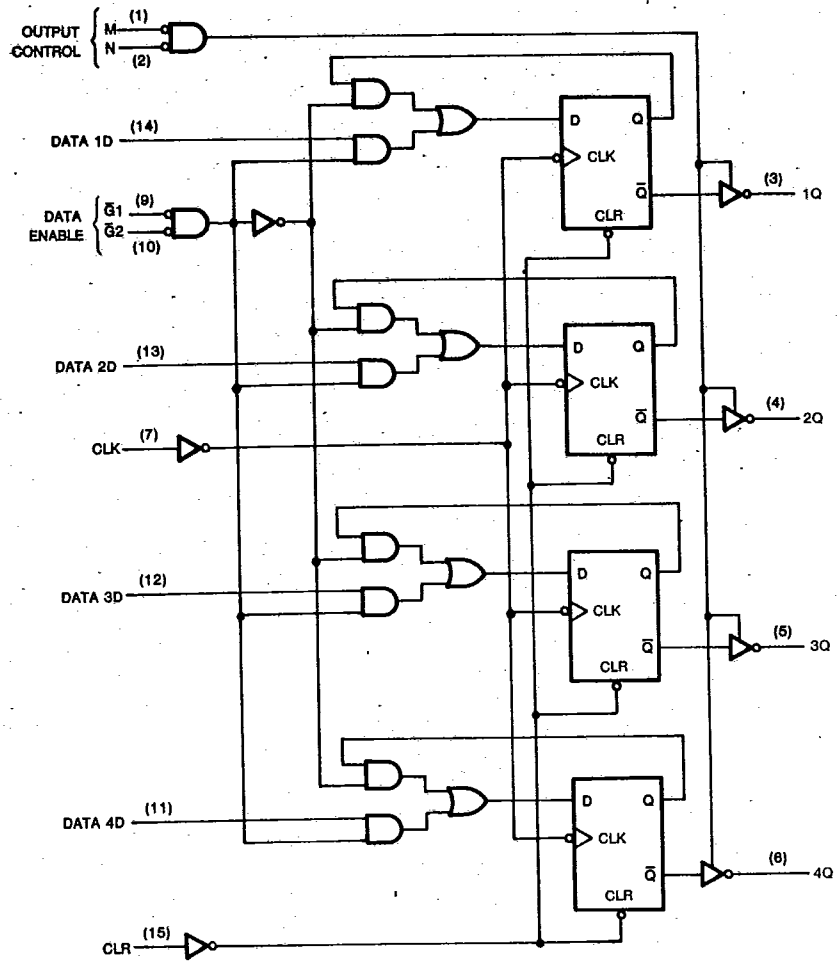 OUTPUT
CONTROL
M (1)
N (2)
DATA 1D (14)
D Q
CLK
Q̅
CLR
(3) 1Q
DATA
ENABLE
G̅1 (9)
G̅2 (10)
DATA 2D (13)
D Q
CLK
Q̅
CLR
(4) 2Q
CLK (7)
DATA 3D (12)
D Q
CLK
Q̅
CLR
(5) 3Q
DATA 4D (11)
D Q
CLK
Q̅
CLR
(6) 4Q
CLR (15)